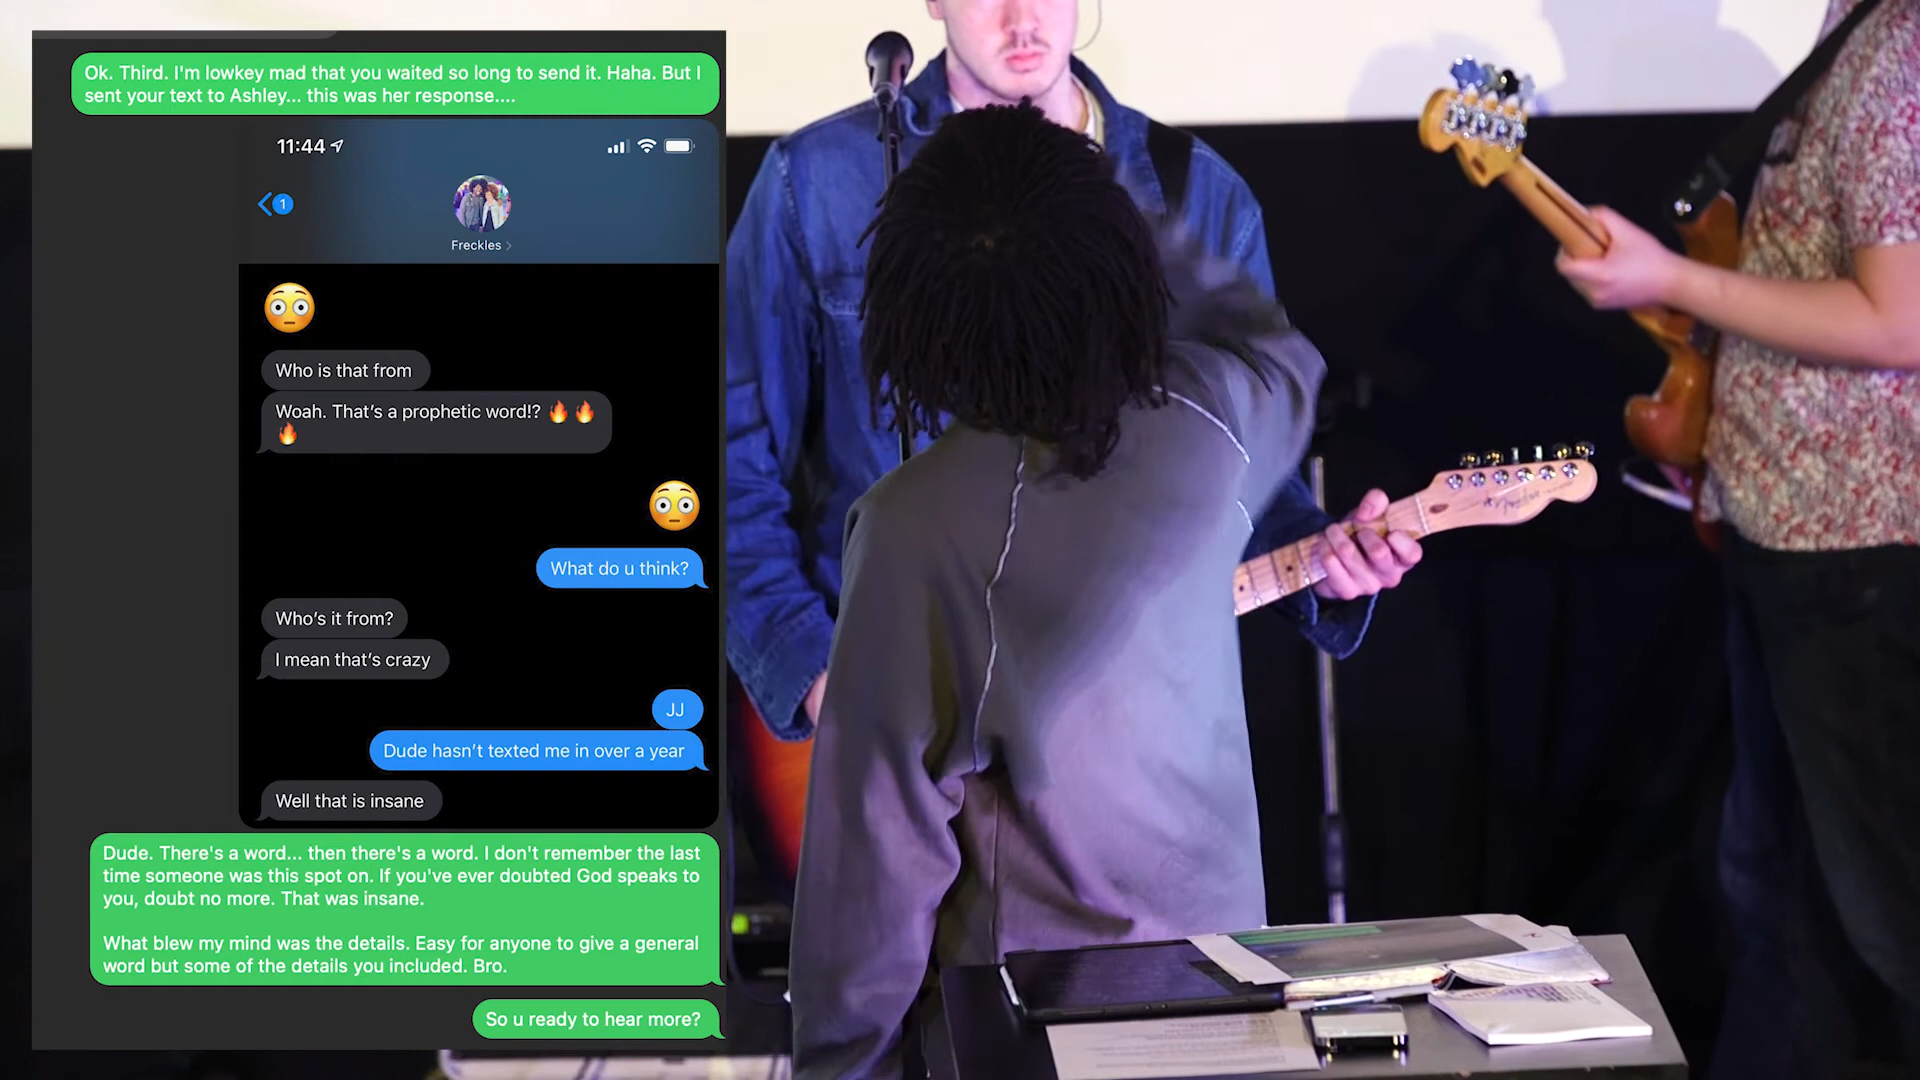 Ok. Third. I'm lowkey mad that you waited so long to send it. Haha. But I
sent your text to Ashley... this was her response....
11:44
1
Freckles
Who is that from
Woah. That’s a prophetic word!? 🔥🔥
🔥
What do u think?
Who’s it from?
I mean that’s crazy
JJ
Dude hasn’t texted me in over a year
Well that is insane
Dude. There's a word... then there's a word. I don't remember the last
time someone was this spot on. If you've ever doubted God speaks to
you, doubt no more. That was insane.
What blew my mind was the details. Easy for anyone to give a general
word but some of the details you included. Bro.
So u ready to hear more?